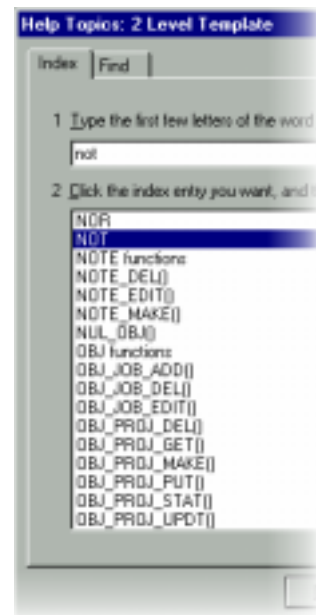 Help Topics: 2 Level Template
Index
Find
1 Type the first few letters of the word
not
2 Click the index entry you want, and
NOR
NOT
NOTE functions
NOTE_DEL()
NOTE_EDIT()
NOTE_MAKE()
NUL_OBJ()
OBJ functions
OBJ_JOB_ADD()
OBJ_JOB_DEL()
OBJ_JOB_EDIT()
OBJ_PROJ_DEL()
OBJ_PROJ_GET()
OBJ_PROJ_MAKE()
OBJ_PROJ_PUT()
OBJ_PROJ_STAT()
OBJ_PROJ_UPDT()